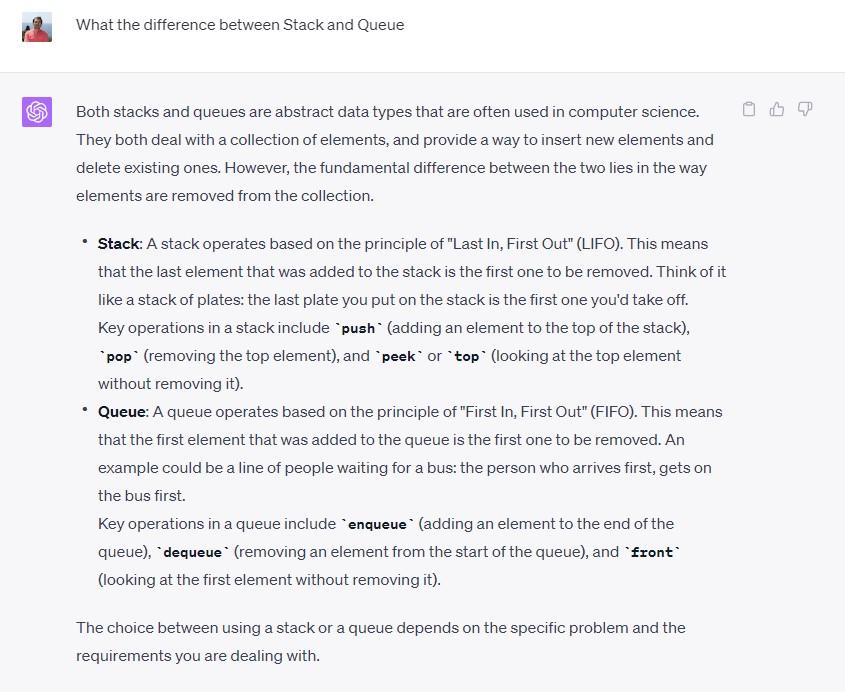 What the difference between Stack and Queue
Both stacks and queues are abstract data types that are often used in computer science.
They both deal with a collection of elements, and provide a way to insert new elements and
delete existing ones. However, the fundamental difference between the two lies in the way
elements are removed from the collection.
• Stack: A stack operates based on the principle of "Last In, First Out" (LIFO). This means
that the last element that was added to the stack is the first one to be removed. Think of it
like a stack of plates: the last plate you put on the stack is the first one you'd take off.
Key operations in a stack include `push` (adding an element to the top of the stack),
`pop` (removing the top element), and `peek` or `top` (looking at the top element
without removing it).
• Queue: A queue operates based on the principle of "First In, First Out" (FIFO). This means
that the first element that was added to the queue is the first one to be removed. An
example could be a line of people waiting for a bus: the person who arrives first, gets on
the bus first.
Key operations in a queue include `enqueue` (adding an element to the end of the
queue), `dequeue` (removing an element from the start of the queue), and `front`
(looking at the first element without removing it).
The choice between using a stack or a queue depends on the specific problem and the
requirements you are dealing with.